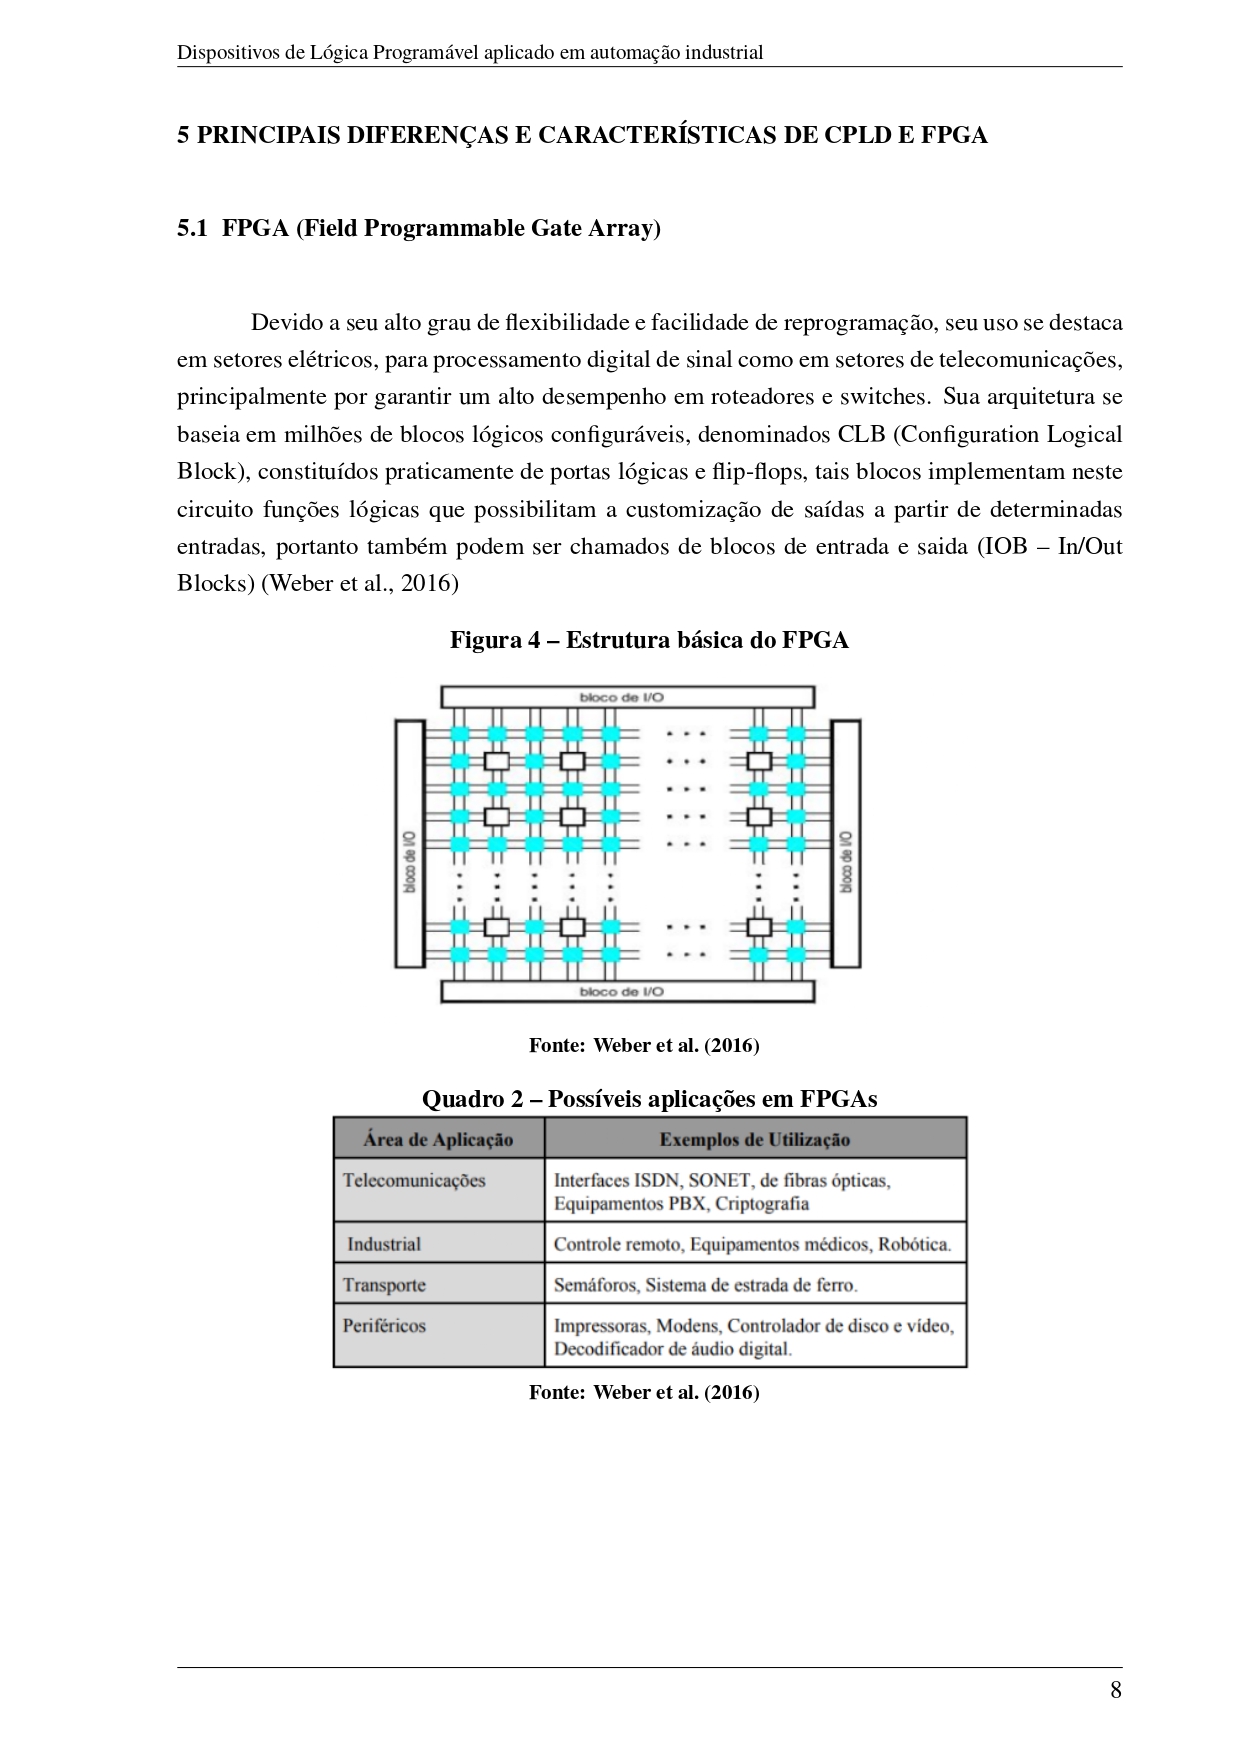 Dispositivos de Lógica Programável aplicado em automação industrial
5 PRINCIPAIS DIFERENÇAS E CARACTERÍSTICAS DE CPLD E FPGA
5.1 FPGA (Field Programmable Gate Array)
Devido a seu alto grau de flexibilidade e facilidade de reprogramação, seu uso se destaca
em setores elétricos, para processamento digital de sinal como em setores de telecomunicações,
principalmente por garantir um alto desempenho em roteadores e switches. Sua arquitetura se
baseia em milhões de blocos lógicos configuráveis, denominados CLB (Configuration Logical
Block), constituídos praticamente de portas lógicas e flip-flops, tais blocos implementam neste
circuito funções lógicas que possibilitam a customização de saídas a partir de determinadas
entradas, portanto também podem ser chamados de blocos de entrada e saida (IOB – In/Out
Blocks) (Weber et al., 2016)
Figura 4 – Estrutura básica do FPGA
bloco de I/O
bloco de I/O
bloco de I/O
bloco de I/O
Fonte: Weber et al. (2016)
Quadro 2 – Possíveis aplicações em FPGAs
Área de Aplicação
Exemplos de Utilização
Telecomunicações
Interfaces ISDN, SONET, de fibras ópticas,
Equipamentos PBX, Criptografia
Industrial
Controle remoto, Equipamentos médicos, Robótica.
Transporte
Semáforos, Sistema de estrada de ferro.
Periféricos
Impressoras, Modens, Controlador de disco e vídeo,
Decodificador de áudio digital.
Fonte: Weber et al. (2016)
8